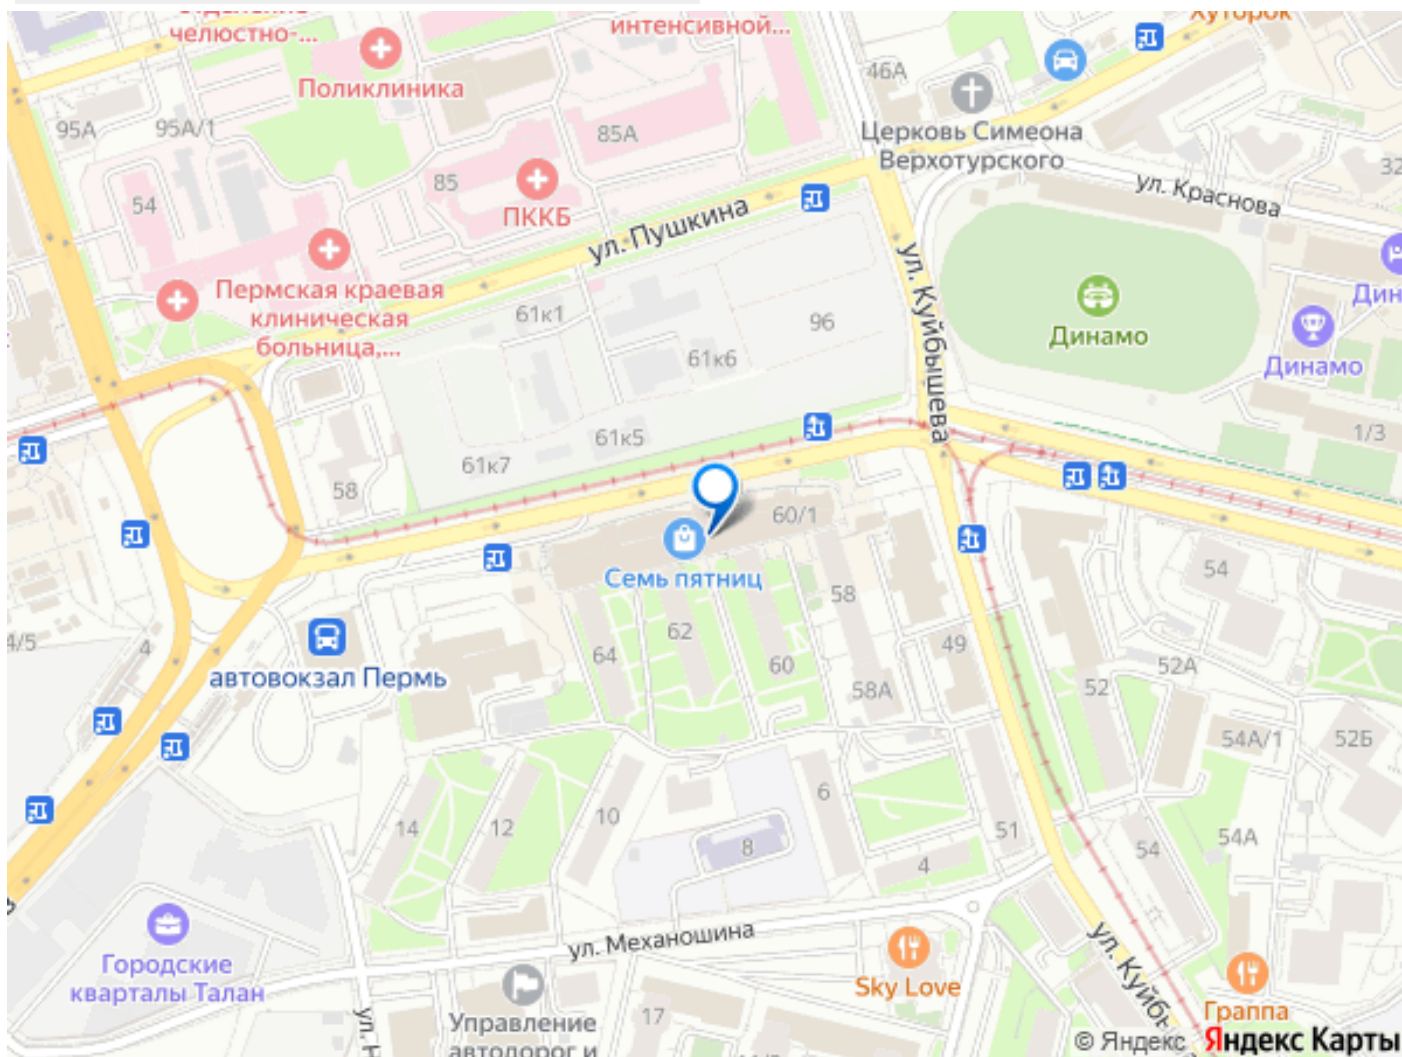 челюстно-...
Поликлиника
интенсивной...
Хуторок
46А
Церковь Симеона
Верхотурского
95А
95А/1
85А
85
54
ПККБ
ул. Пушкина
ул. Краснова
32
Пермская краевая
клиническая
больница,...
61к1
96
61к6
ул. Куйбышева
Динамо
Дин
Динамо
1/3
61к5
61к7
58
60/1
Семь пятниц
58
54
4/5
4
автовокзал Пермь
64
62
60
58А
49
52А
52
54А/1
52Б
14
12
10
8
6
4
51
54
54А
ул. Механошина
Городские
кварталы Талан
Sky Love
ул. Куйбы
Граппа
Управление
автодорог и
17
ул. Н
© Яндекс Яндекс Карты